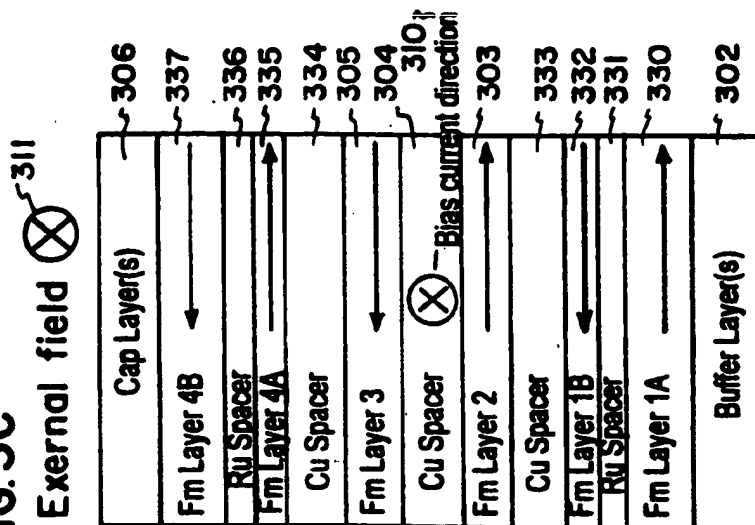 FIG. 3C
Exernal field
311
Cap Layer(s)
306
Fm Layer 4B
337
Ru Spacer
336
Fm Layer 4A
335
Cu Spacer
334
Fm Layer 3
305
304
Cu Spacer
310
Bias current direction
Fm Layer 2
303
Cu Spacer
333
Fm Layer 1B
332
Ru Spacer
331
Fm Layer 1A
330
Buffer Layer(s)
302